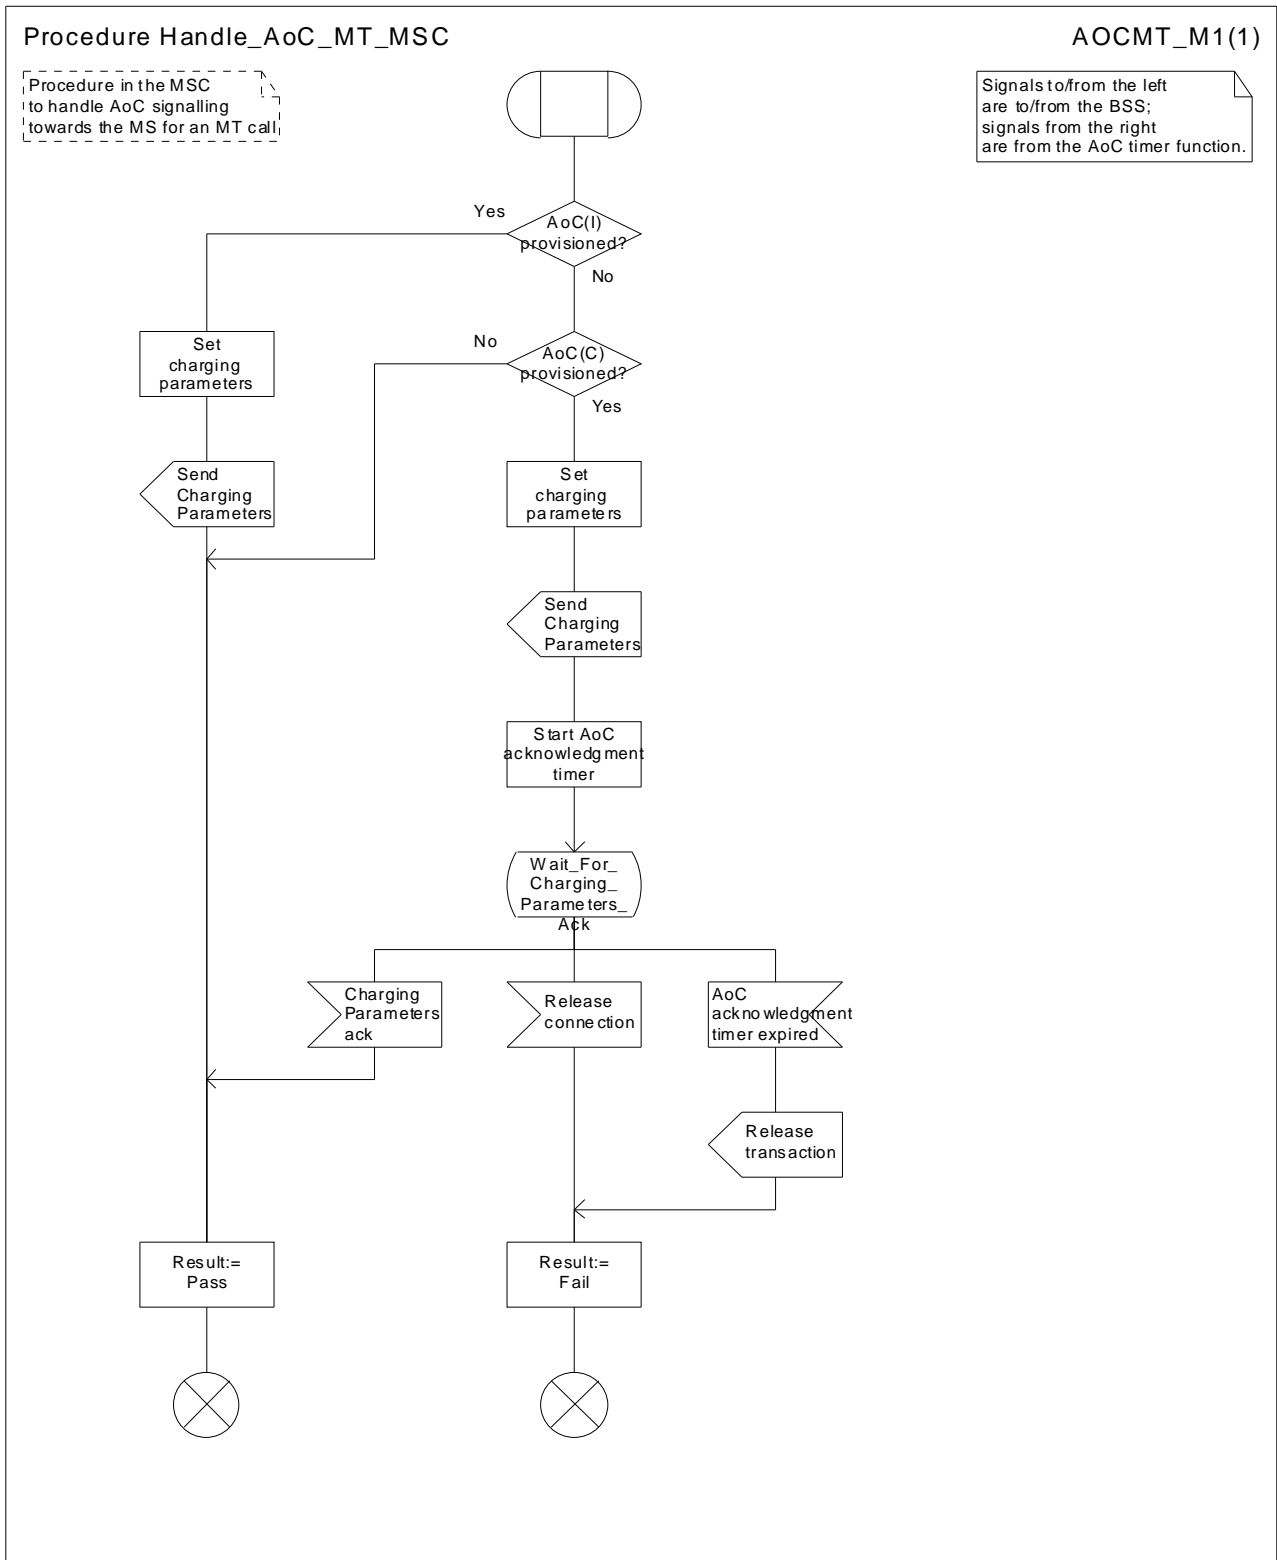 Procedure Handle_AoC_MT_MSC
AOCMT_M1(1)
Procedure in the MSC
to handle AoC signalling
towards the MS for an MT call
Signals to/from the left
are to/from the BSS;
signals from the right
are from the AoC timer function.
Yes
AoC(I)
provisioned?
No
Set
charging
parameters
No
AoC(C)
provisioned?
Yes
Send
Charging
Parameters
Set
charging
parameters
Send
Charging
Parameters
Start AoC
acknowledgment
timer
Wait_For_
Charging_
Parameters_
Ack
Charging
Parameters
ack
Release
connection
AoC
acknowledgment
timer expired
Release
transaction
Result:=
Pass
Result:=
Fail